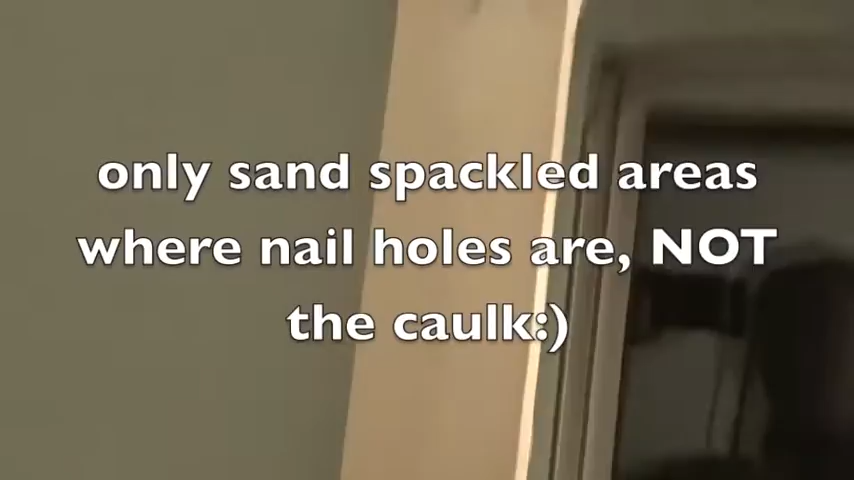 only sand spackled areas
where nail holes are, NOT
the caulk:)